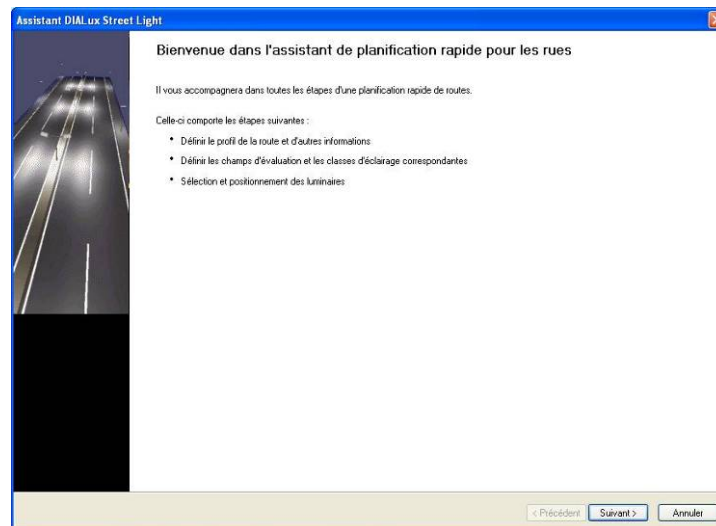 Assistant DIALux Street Light
Bienvenue dans l'assistant de planification rapide pour les rues
Il vous accompagnera dans toutes les étapes d'une planification rapide de routes.
Celle-ci comporte les étapes suivantes :
• Définir le profil de la route et d'autres informations
• Définir les champs d'évaluation et les classes d'éclairage correspondantes
• Sélection et positionnement des luminaires
< Précédent Suivant > Annuler